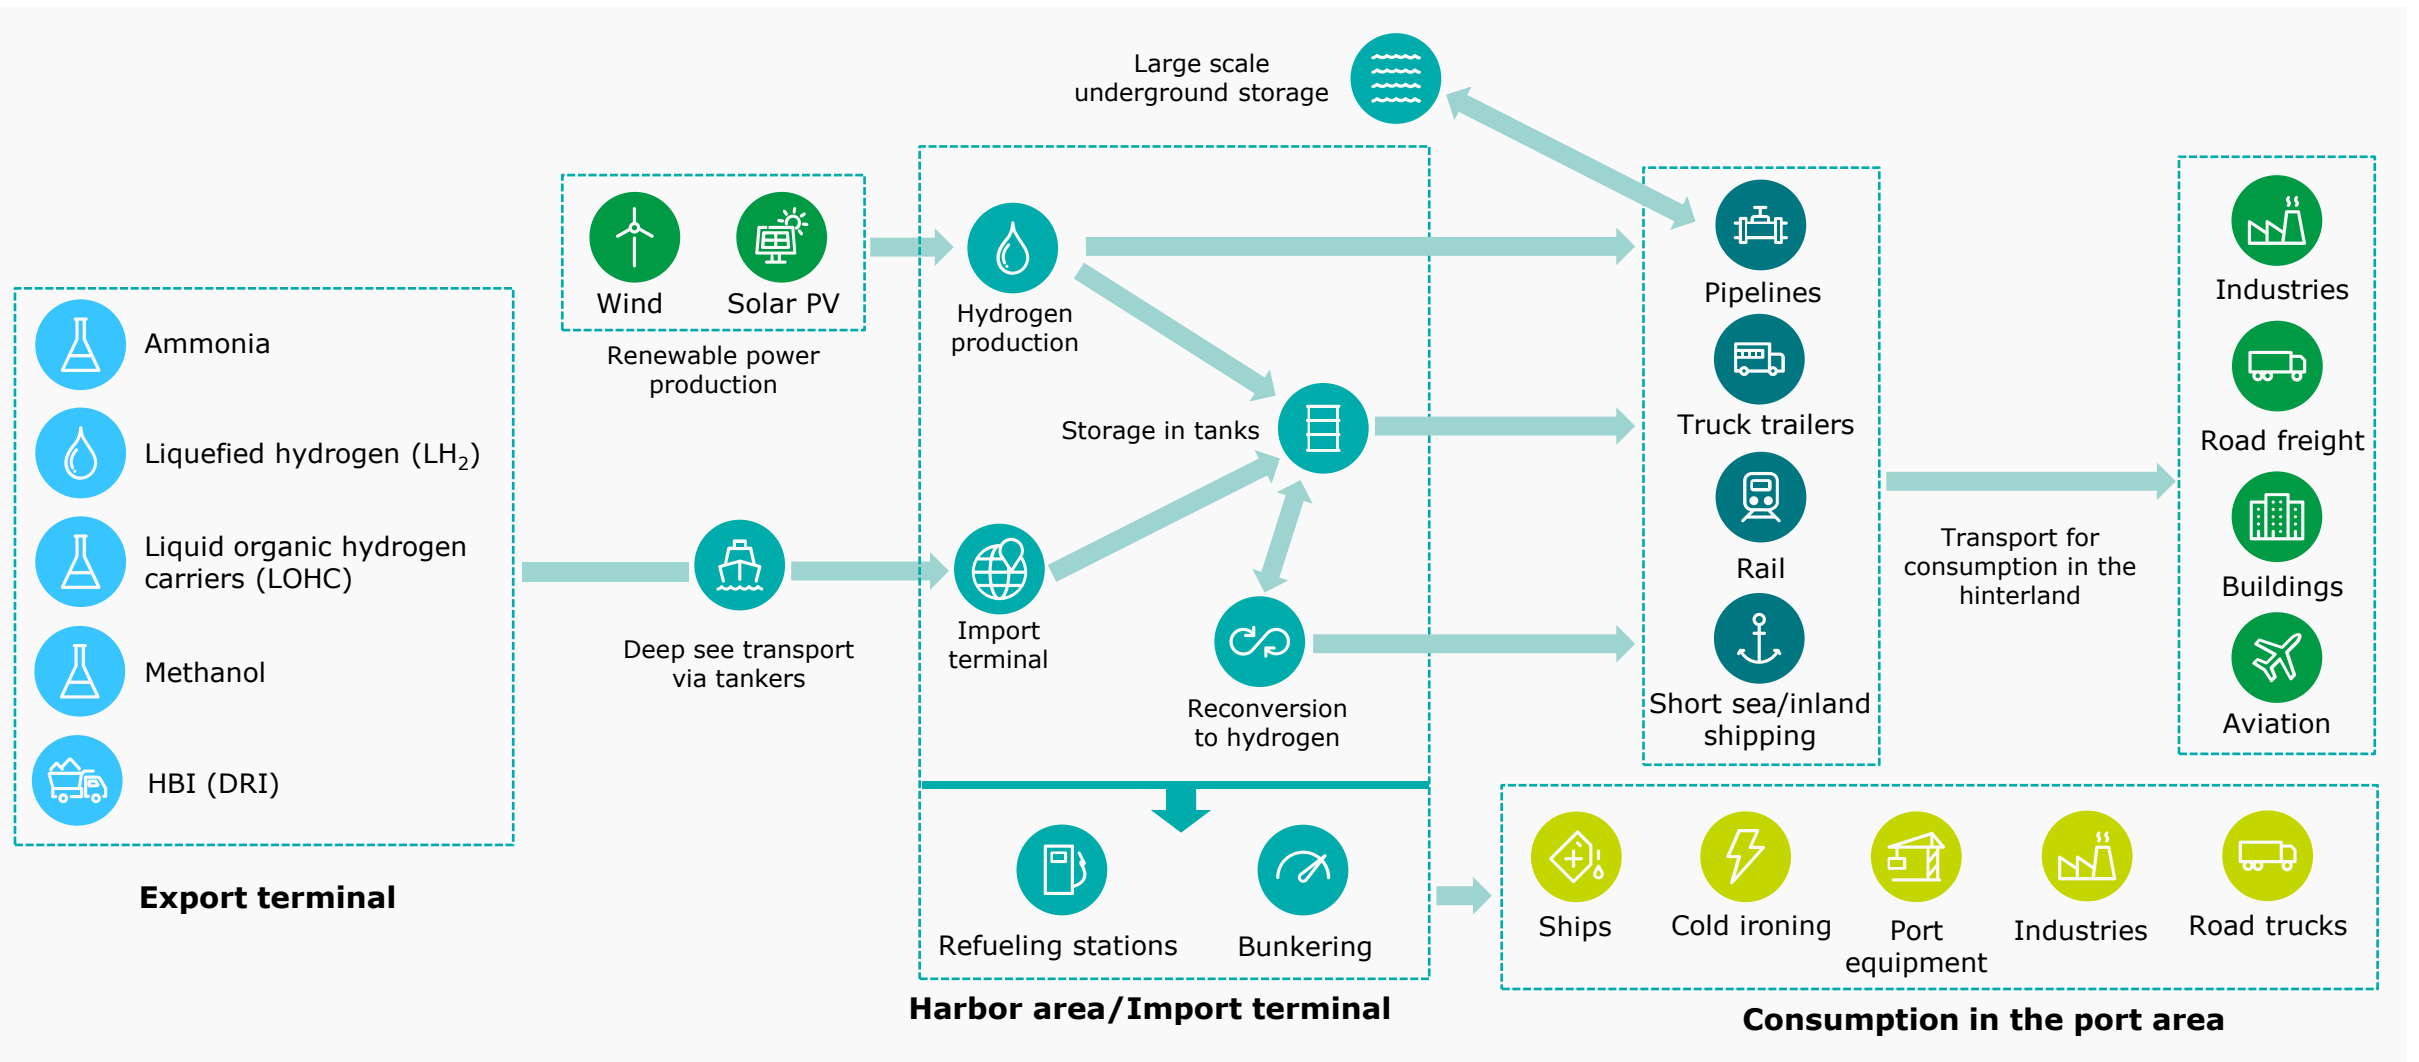 Large scale
underground storage
Wind
Solar PV
Renewable power
production
Ammonia
Liquefied hydrogen (LH₂)
Liquid organic hydrogen
carriers (LOHC)
Methanol
HBI (DRI)
Export terminal
Deep see transport
via tankers
Hydrogen
production
Storage in tanks
Import
terminal
Reconversion
to hydrogen
Refueling stations
Bunkering
Harbor area/Import terminal
Pipelines
Truck trailers
Rail
Short sea/inland
shipping
Transport for
consumption in the
hinterland
Industries
Road freight
Buildings
Aviation
Ships
Cold ironing
Port
equipment
Industries
Road trucks
Consumption in the port area